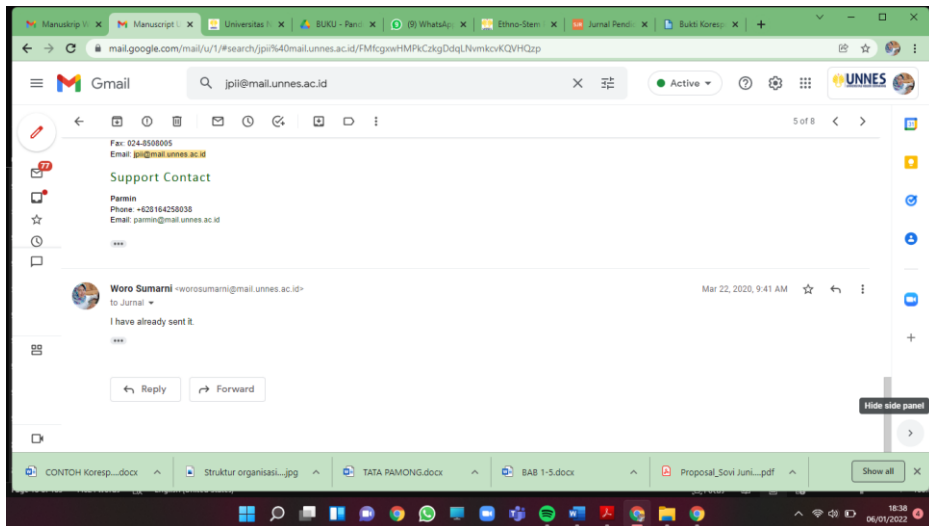 Manuskrip W
Manuscript U
Universitas N
BUKU - Pand
(9) WhatsApp
Ethno-Stem
Jurnal Pendid
Bukti Koresp
mail.google.com/mail/u/1/#search/jpii%40mail.unnes.ac.id/FMfcgxwHMPkCzkgDdqLNvmkcvKQVHQzp
Gmail
jpii@mail.unnes.ac.id
Active
UNNES
5 of 8
77
31
Fax: 024-8508005
Email: jpii@mail.unnes.ac.id
Support Contact
Parmin
Phone: +628164258038
Email: parmin@mail.unnes.ac.id
Woro Sumarni <worosumarni@mail.unnes.ac.id>
Mar 22, 2020, 9:41 AM
to Jurnal
I have already sent it.
Reply
Forward
Hide side panel
CONTOH Koresp....docx
Struktur organisasi....jpg
TATA PAMONG.docx
BAB 1-5.docx
Proposal_Sovi Juni....pdf
Show all
18:38
06/01/2022
4